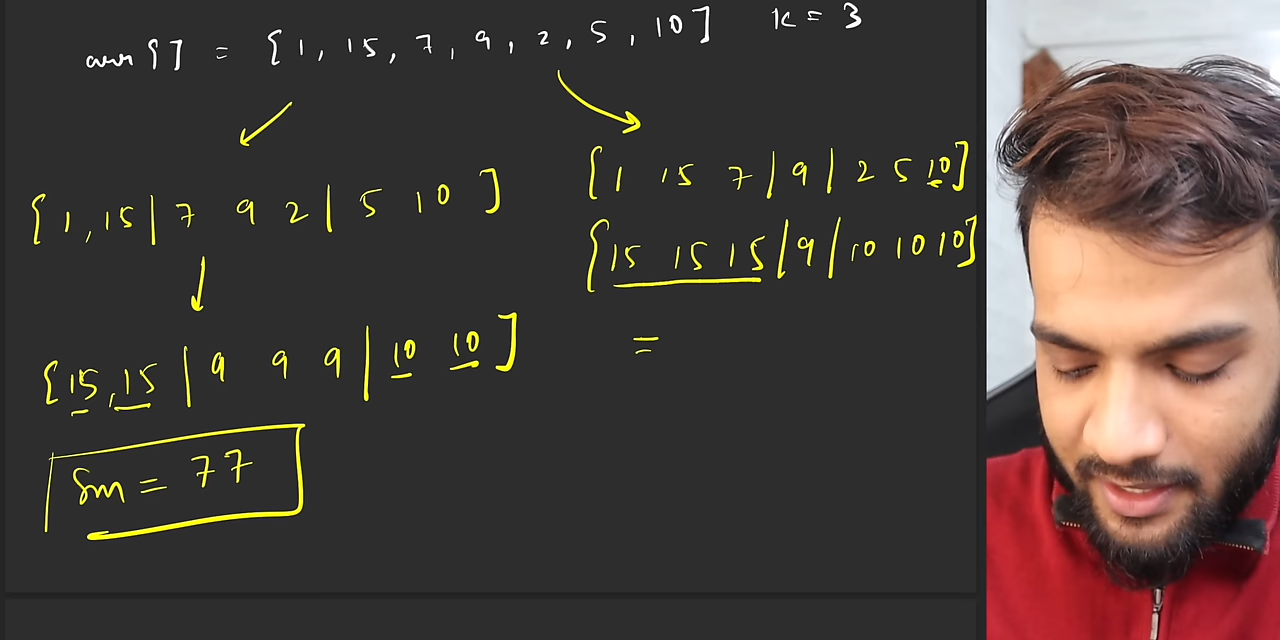 arr[] = {1, 15, 7, 9, 2, 5, 10] k = 3
{1, 15 | 7 9 2 | 5 10]
{15, 15 | 9 9 9 | 10 10]
Sm = 77
[1 15 7 | 9 | 2 5 10]
{15 15 15 | 9 | 10 10 10]
=